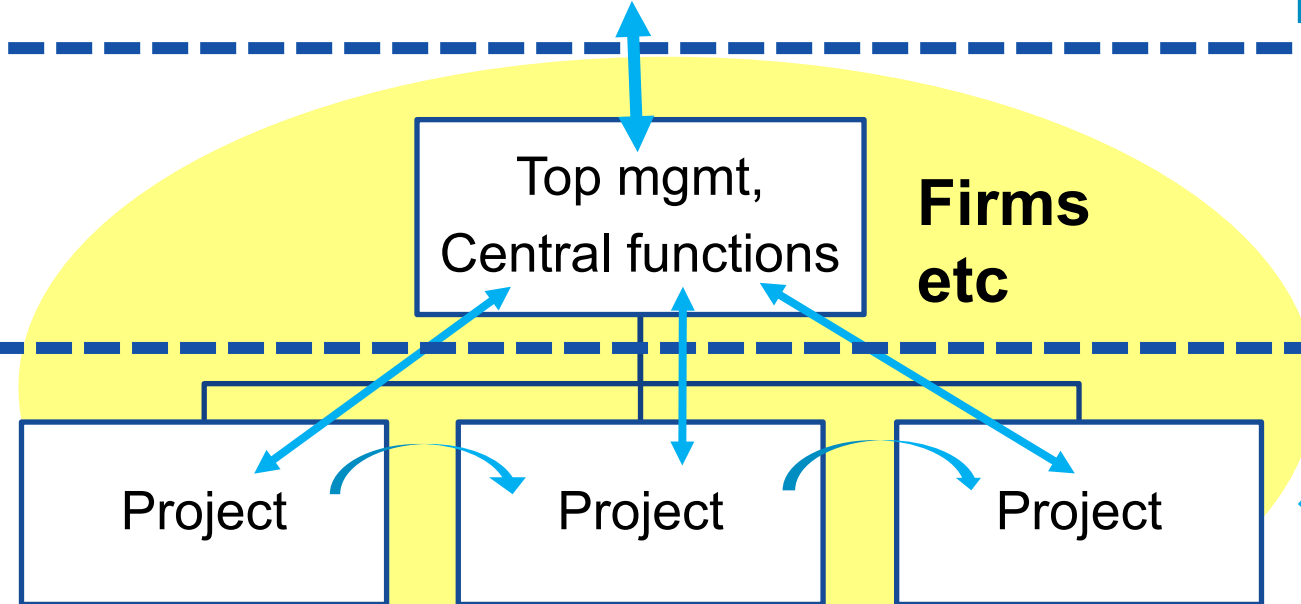 Top mgmt,
Central functions
Firms
etc
Project
Project
Project